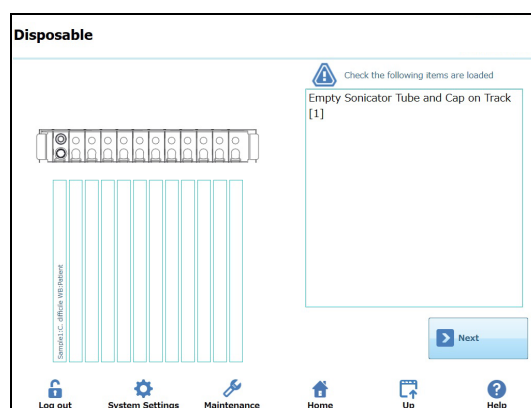 Disposable
Check the following items are loaded
Empty Sonicator Tube and Cap on Track
[1]
Sample1:C. difficile WB:Patient
Next
Log out
System Settings
Maintenance
Home
Up
Help